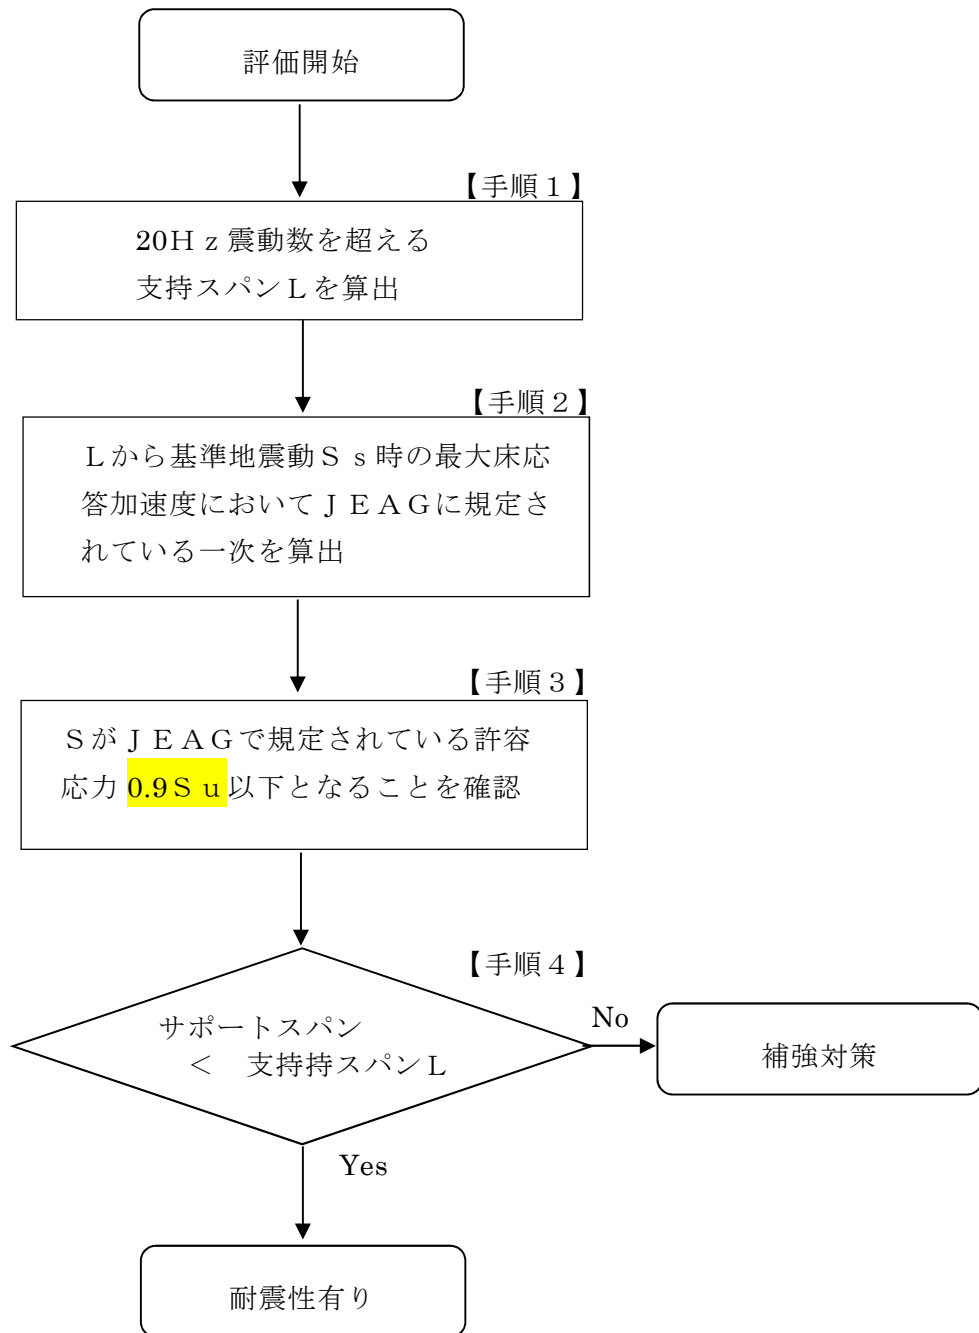 評価開始
【手順１】
20Ｈｚ震動数を超える
支持スパンＬを算出
【手順２】
Ｌから基準地震動Ｓｓ時の最大床応
答加速度においてＪＥＡＧに規定さ
れている一次を算出
【手順３】
ＳがＪＥＡＧで規定されている許容
応力 0.9Ｓｕ以下となることを確認
【手順４】
サポートスパン
＜　支持持スパンＬ
No
補強対策
Yes
耐震性有り